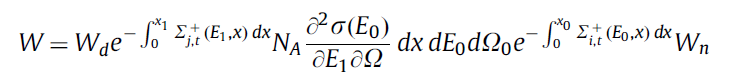 $W = W_d e^{-\int_0^{x_1} \Sigma_{j,t}^{+}(E_1,x)\,dx} N_A \frac{\partial^2 \sigma(E_0)}{\partial E_1 \partial \Omega}\, dx\, dE_0 d\Omega_0 e^{-\int_0^{x_0} \Sigma_{i,t}^{+}(E_0,x)\,dx} W_n$